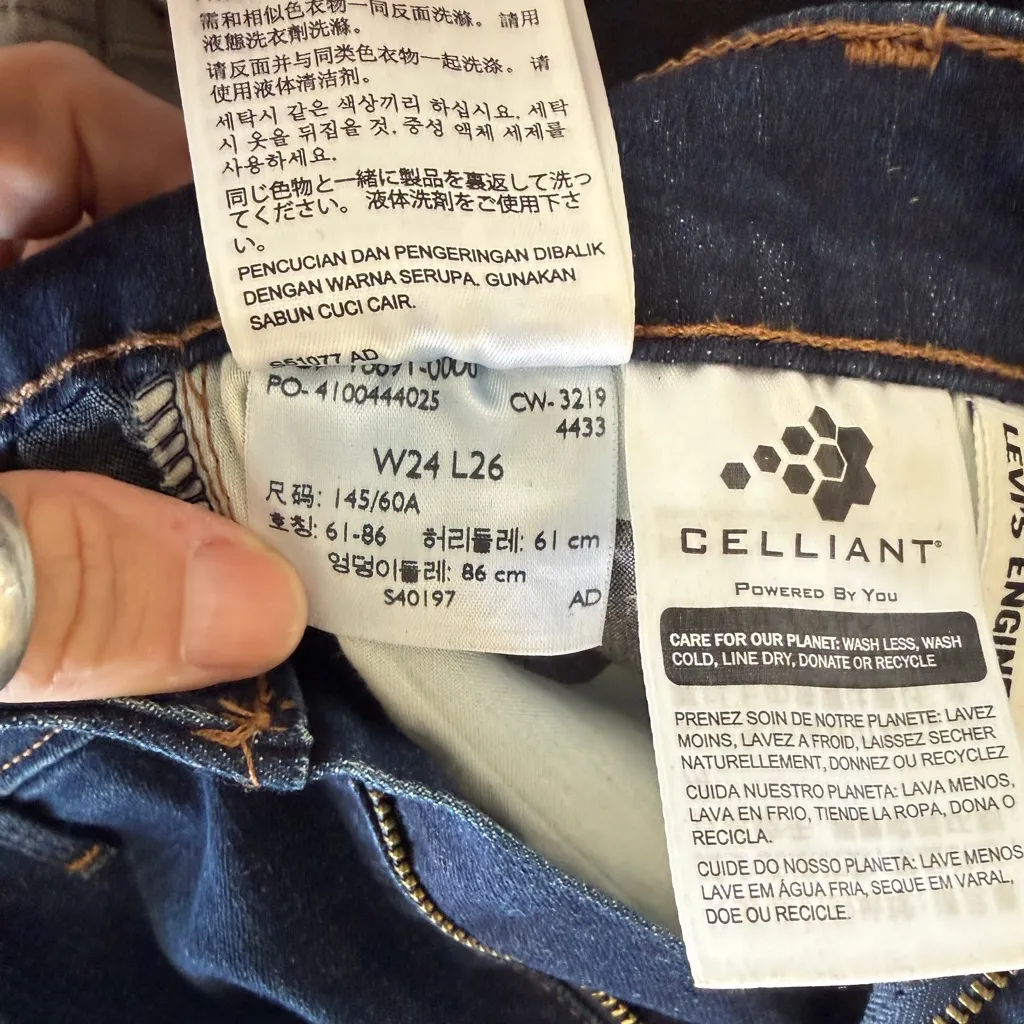 需和相似色衣物一同反面洗滌。 請用
液態洗衣劑洗滌.
请反面并与同类色衣物一起洗涤。 请
使用液体清洁剂.
세탁시 같은 색상끼리 하십시요. 세탁
시 옷을 뒤집을 것. 중성 액체 세제를
사용하세요.
同じ色物と一緒に製品を裏返して洗っ
てください。 液体洗剤をご使用下さ
い。
PENCUCIAN DAN PENGERINGAN DIBALIK
DENGAN WARNA SERUPA. GUNAKAN
SABUN CUCI CAIR.
AD
PO- 4100444025 CW- 3219
4433
W24 L26
尺码: 145/60A
호칭: 61-86 허리둘레: 61 cm
엉덩이둘레: 86 cm
S40197 AD
CELLIANT®
POWERED BY YOU
CARE FOR OUR PLANET: WASH LESS, WASH
COLD, LINE DRY, DONATE OR RECYCLE
PRENEZ SOIN DE NOTRE PLANETE: LAVEZ
MOINS, LAVEZ A FROID, LAISSEZ SECHER
NATURELLEMENT, DONNEZ OU RECYCLEZ
CUIDA NUESTRO PLANETA: LAVA MENOS,
LAVA EN FRIO, TIENDE LA ROPA, DONA O
RECICLA.
CUIDE DO NOSSO PLANETA: LAVE MENOS
LAVE EM ÁGUA FRIA, SEQUE EM VARAL,
DOE OU RECICLE.
LEVI'S ENGIN